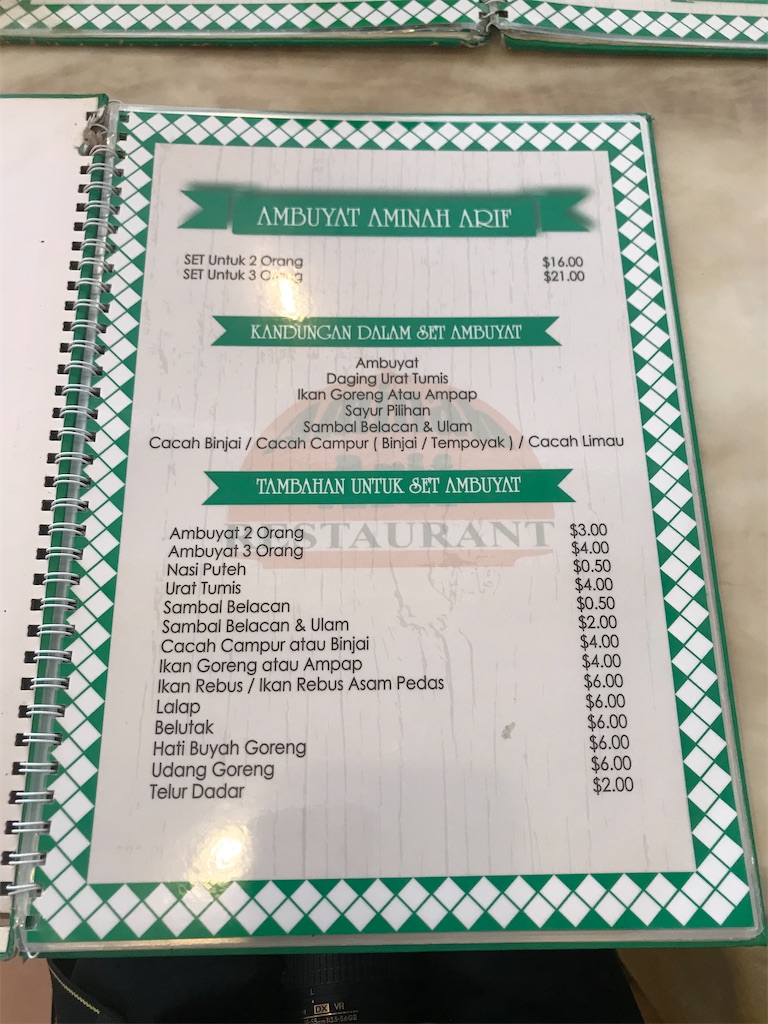 AMBUYAT AMINAH ARIF
SET Untuk 2 Orang $16.00
SET Untuk 3 Orang $21.00
KANDUNGAN DALAM SET AMBUYAT
Ambuyat
Daging Urat Tumis
Ikan Goreng Atau Ampap
Sayur Pilihan
Sambal Belacan & Ulam
Cacah Binjai / Cacah Campur ( Binjai / Tempoyak ) / Cacah Limau
TAMBAHAN UNTUK SET AMBUYAT
RESTAURANT
Ambuyat 2 Orang $3.00
Ambuyat 3 Orang $4.00
Nasi Puteh $0.50
Urat Tumis $4.00
Sambal Belacan $0.50
Sambal Belacan & Ulam $2.00
Cacah Campur atau Binjai $4.00
Ikan Goreng atau Ampap $4.00
Ikan Rebus / Ikan Rebus Asam Pedas $6.00
Lalap $6.00
Belutak $6.00
Hati Buyah Goreng $6.00
Udang Goreng $6.00
Telur Dadar $2.00
DX VR